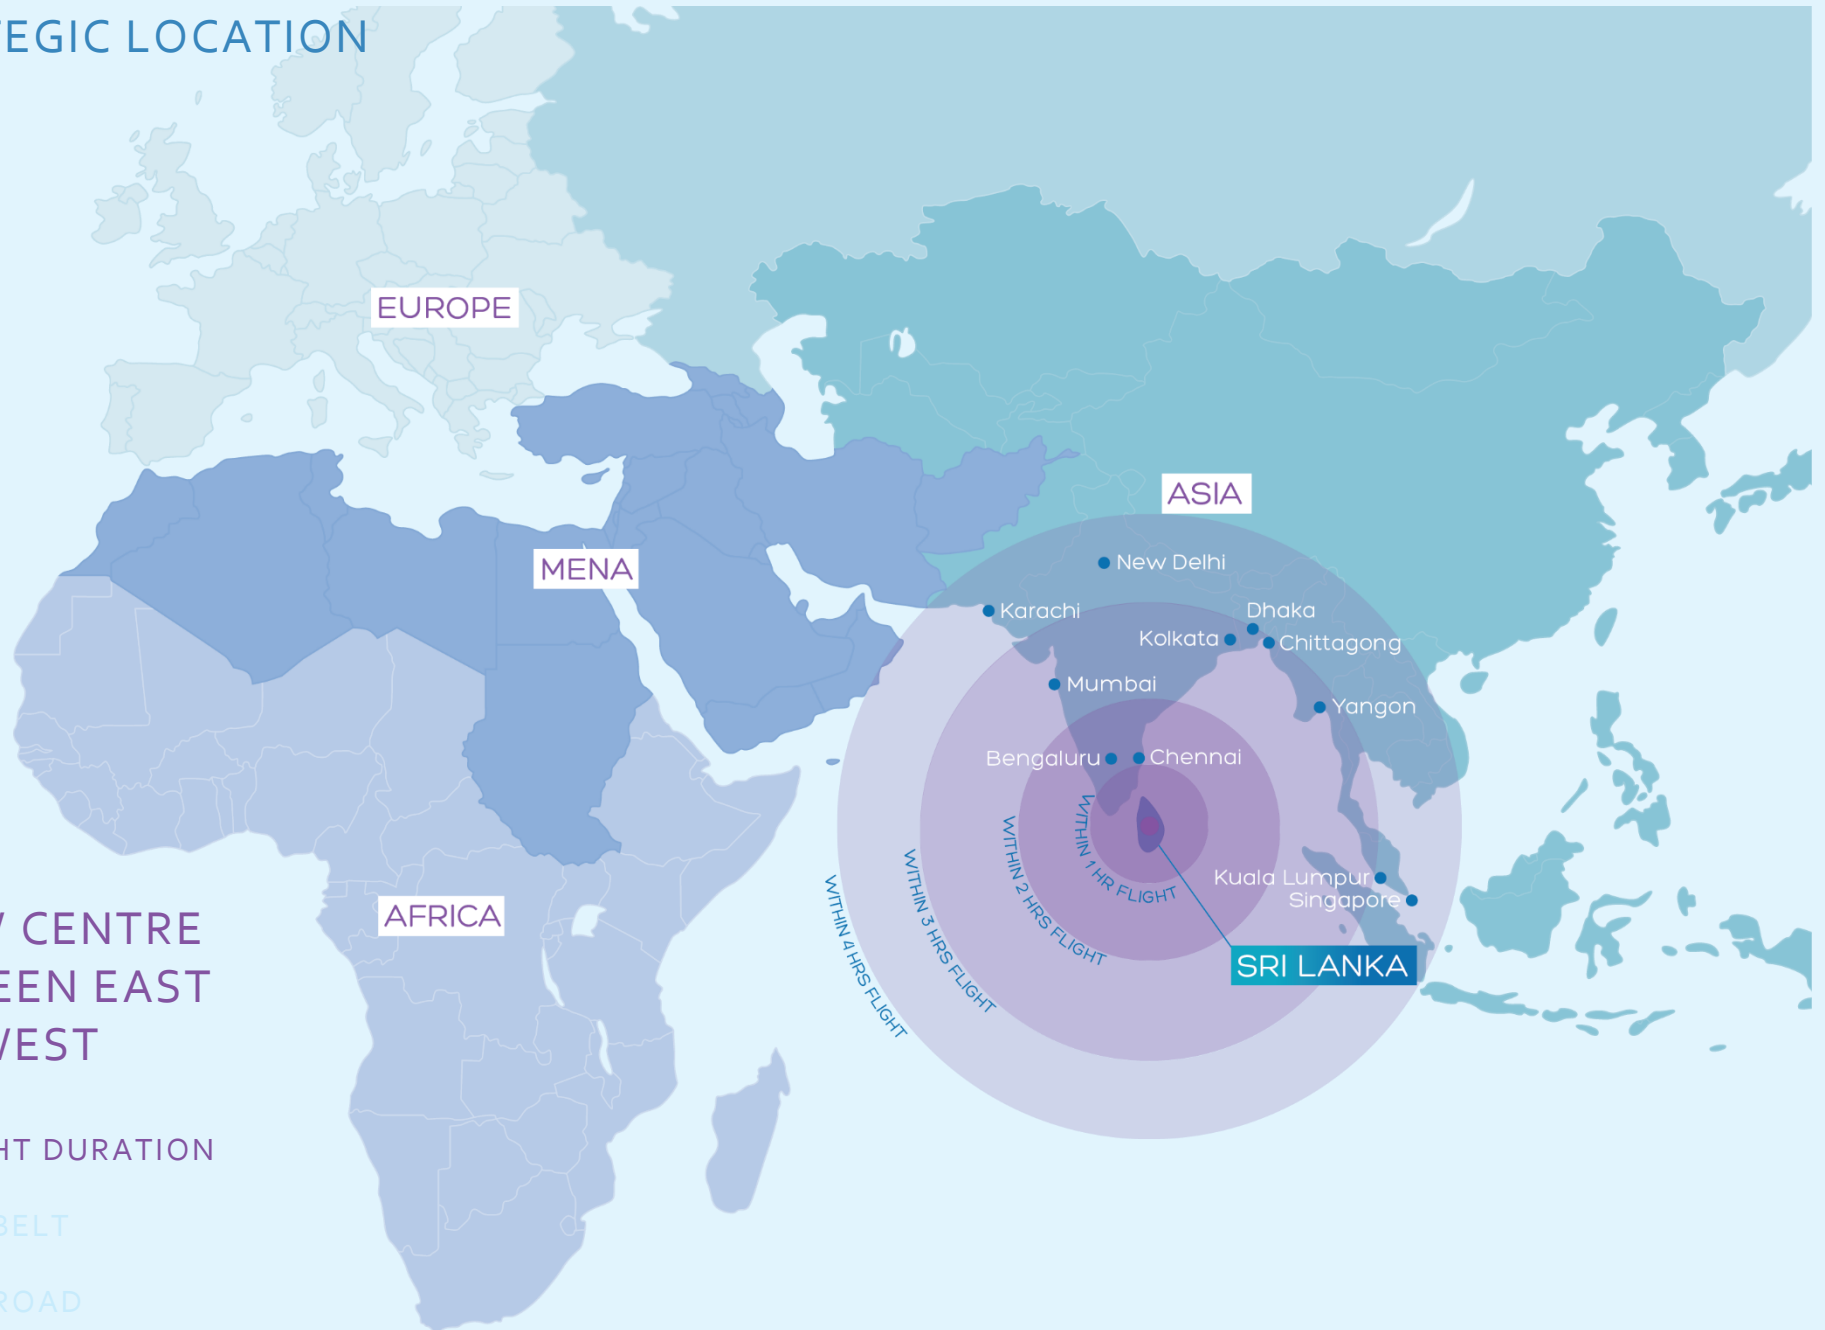 TEGIC LOCATION
EUROPE
ASIA
MENA
New Delhi
Karachi
Dhaka
Kolkata
Chittagong
Mumbai
Yangon
Bengaluru
Chennai
WITHIN 1 HR FLIGHT
WITHIN 2 HRS FLIGHT
WITHIN 3 HRS FLIGHT
WITHIN 4 HRS FLIGHT
Kuala Lumpur
Singapore
SRI LANKA
AFRICA
CENTRE
EEN EAST
WEST
HT DURATION
BELT
ROAD